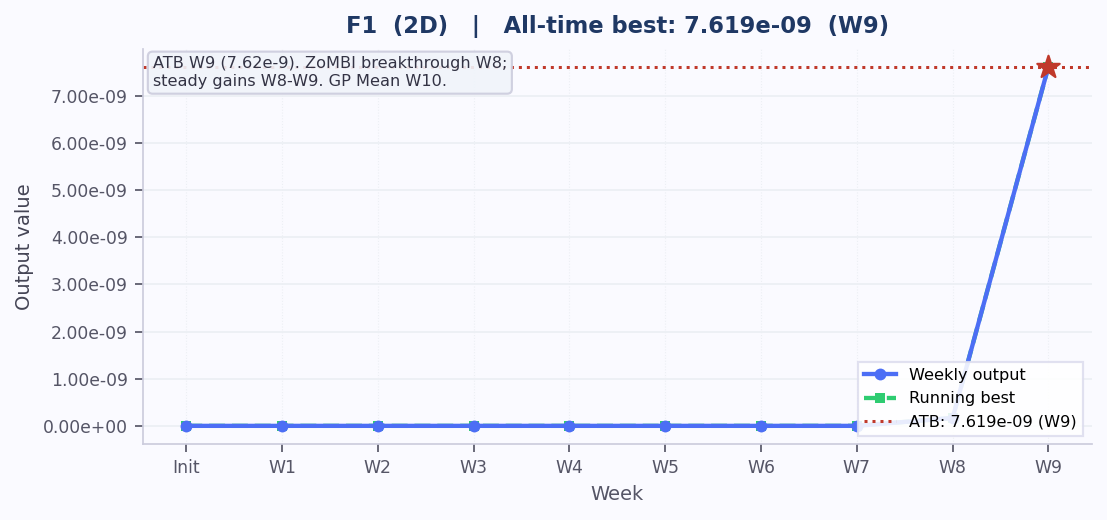 F1  (2D)   |   All-time best: 7.619e-09  (W9)
ATB W9 (7.62e-9). ZoMBI breakthrough W8;
steady gains W8-W9. GP Mean W10.
Output value
7.00e-09
6.00e-09
5.00e-09
4.00e-09
3.00e-09
2.00e-09
1.00e-09
0.00e+00
Weekly output
Running best
ATB: 7.619e-09 (W9)
Init W1 W2 W3 W4 W5 W6 W7 W8 W9
Week